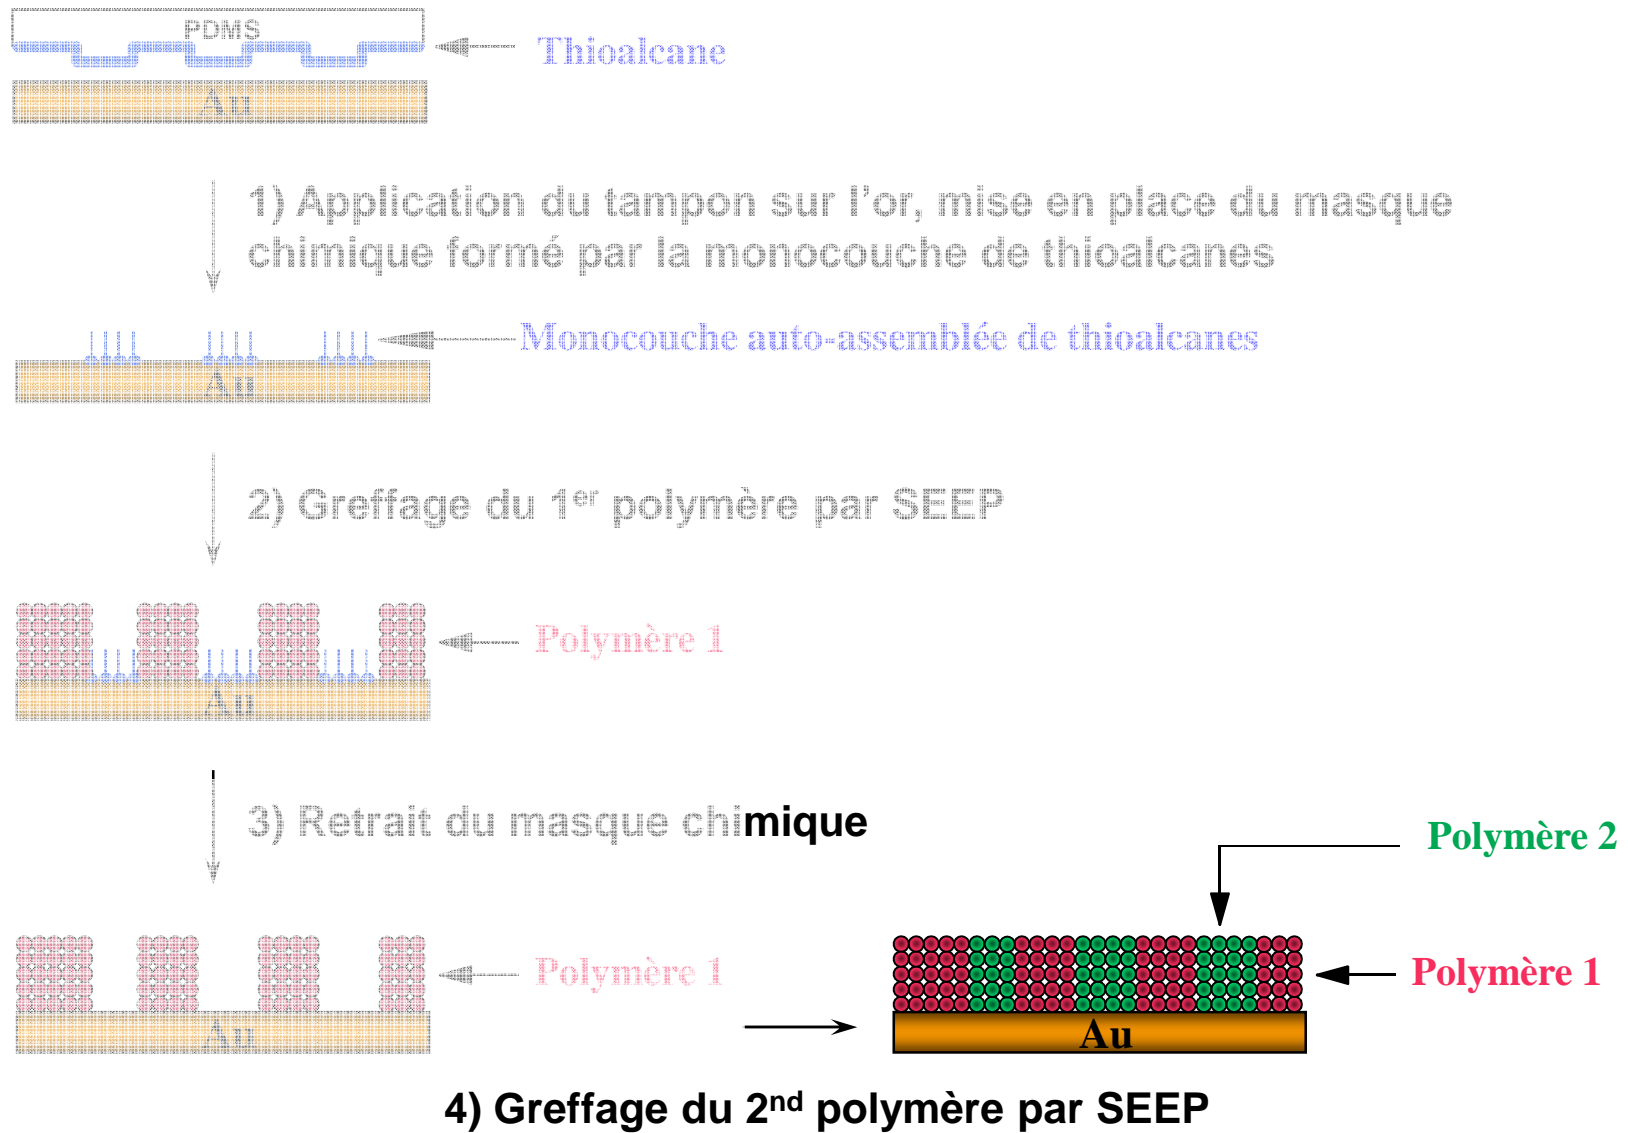 PDMS
Thioalcane
Au
1) Application du tampon sur l'or, mise en place du masque
chimique formé par la monocouche de thioalcanes
Monocouche auto-assemblée de thioalcanes
Au
2) Greffage du 1er polymère par SEEP
Polymère 1
Au
3) Retrait du masque chimique
Polymère 2
Polymère 1
Polymère 1
Au
Au
4) Greffage du 2nd polymère par SEEP